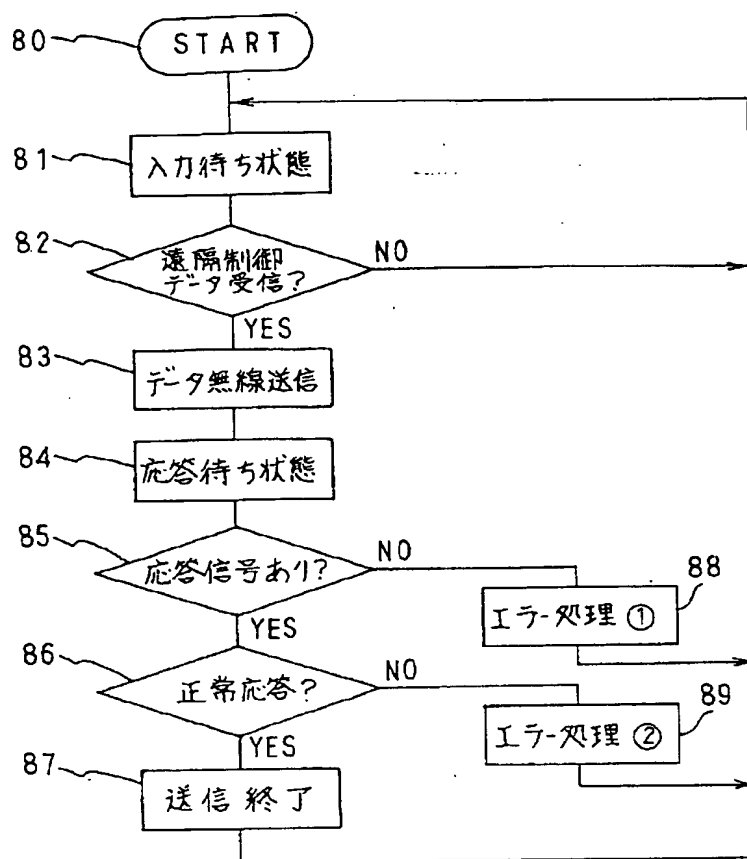 80
START
81
入力待ち状態
82
遠隔制御
データ受信?
NO
YES
83
データ無線送信
84
応答待ち状態
85
応答信号あり?
NO
88
エラー処理 ①
YES
86
正常応答?
NO
89
エラー処理 ②
YES
87
送信終了